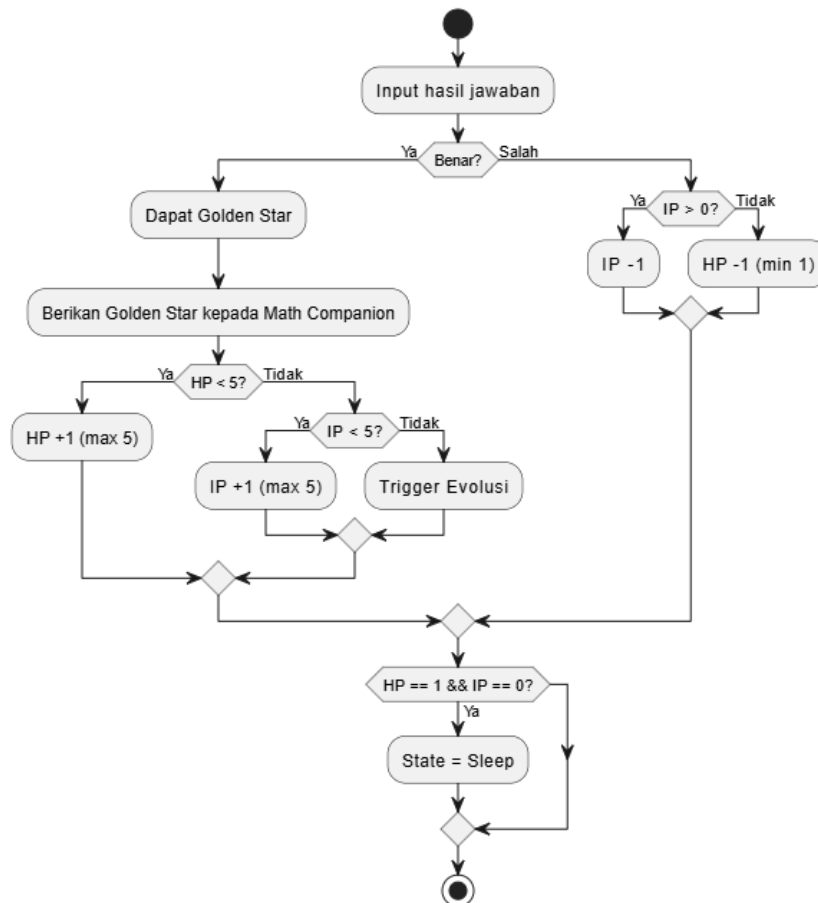 Input hasil jawaban
Ya
Benar?
Salah
Dapat Golden Star
Ya
IP > 0?
Tidak
IP -1
HP -1 (min 1)
Berikan Golden Star kepada Math Companion
Ya
HP < 5?
Tidak
HP +1 (max 5)
Ya
IP < 5?
Tidak
IP +1 (max 5)
Trigger Evolusi
HP == 1 && IP == 0?
Ya
State = Sleep